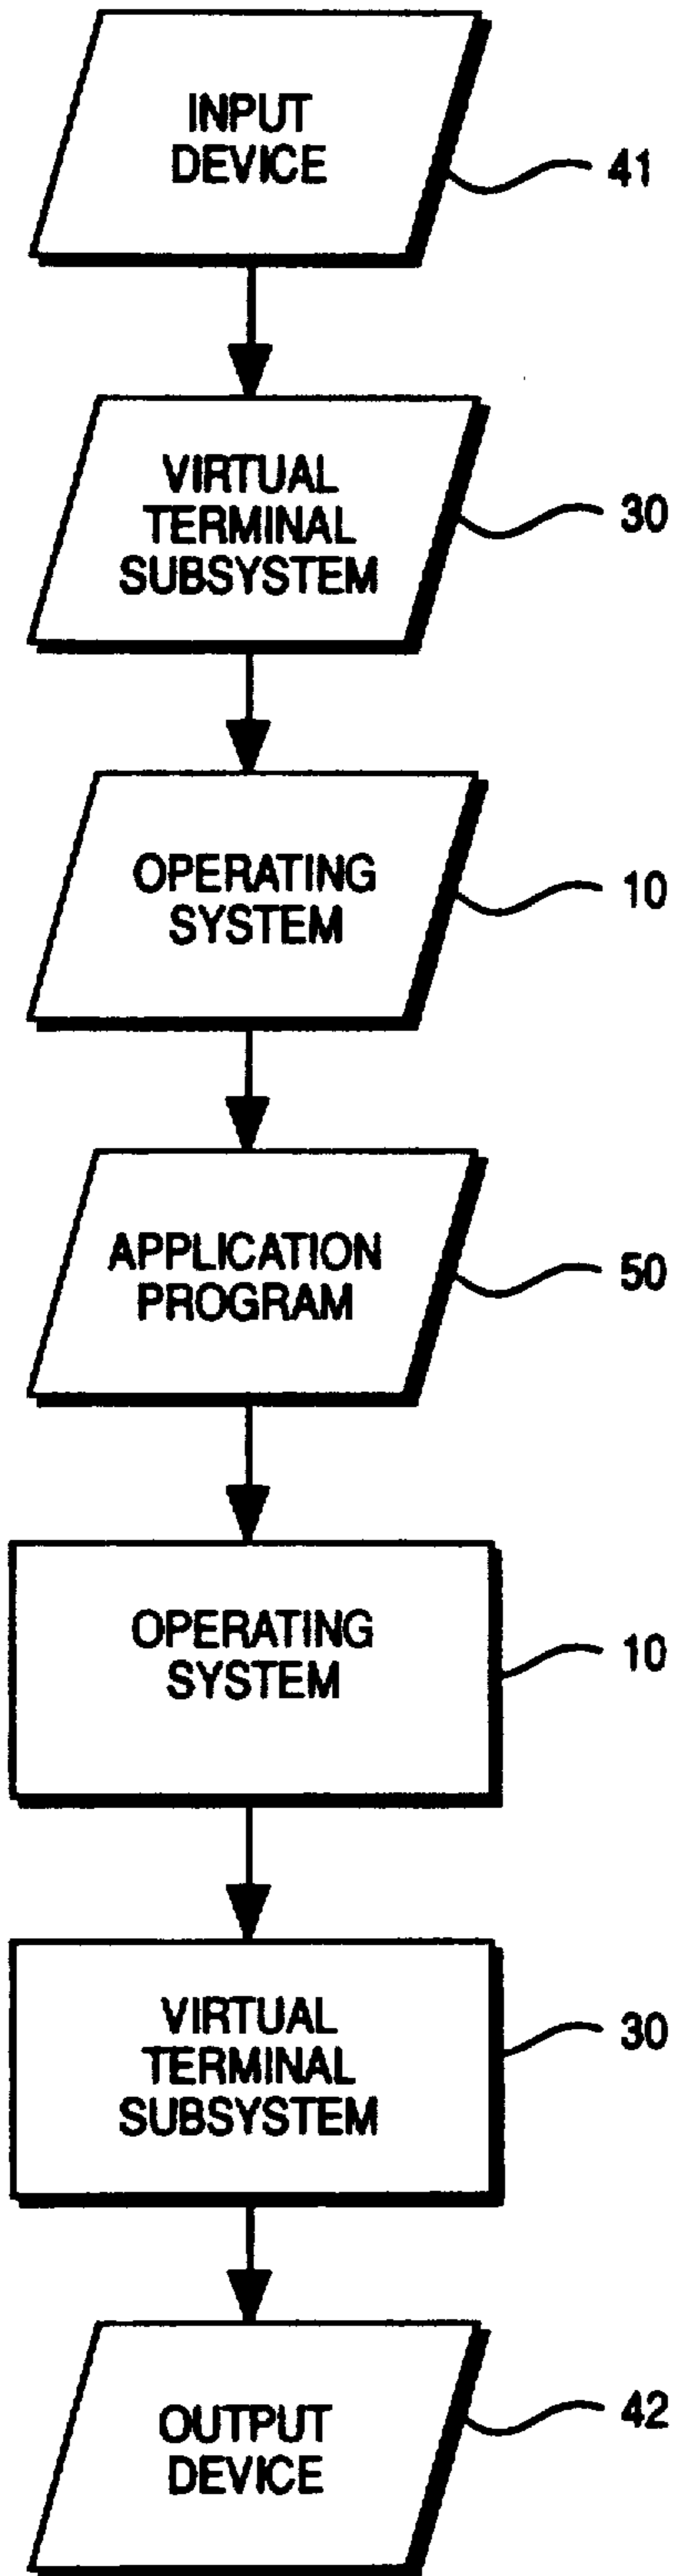 INPUT
DEVICE
41
VIRTUAL
TERMINAL
SUBSYSTEM
30
OPERATING
SYSTEM
10
APPLICATION
PROGRAM
50
OPERATING
SYSTEM
10
VIRTUAL
TERMINAL
SUBSYSTEM
30
OUTPUT
DEVICE
42